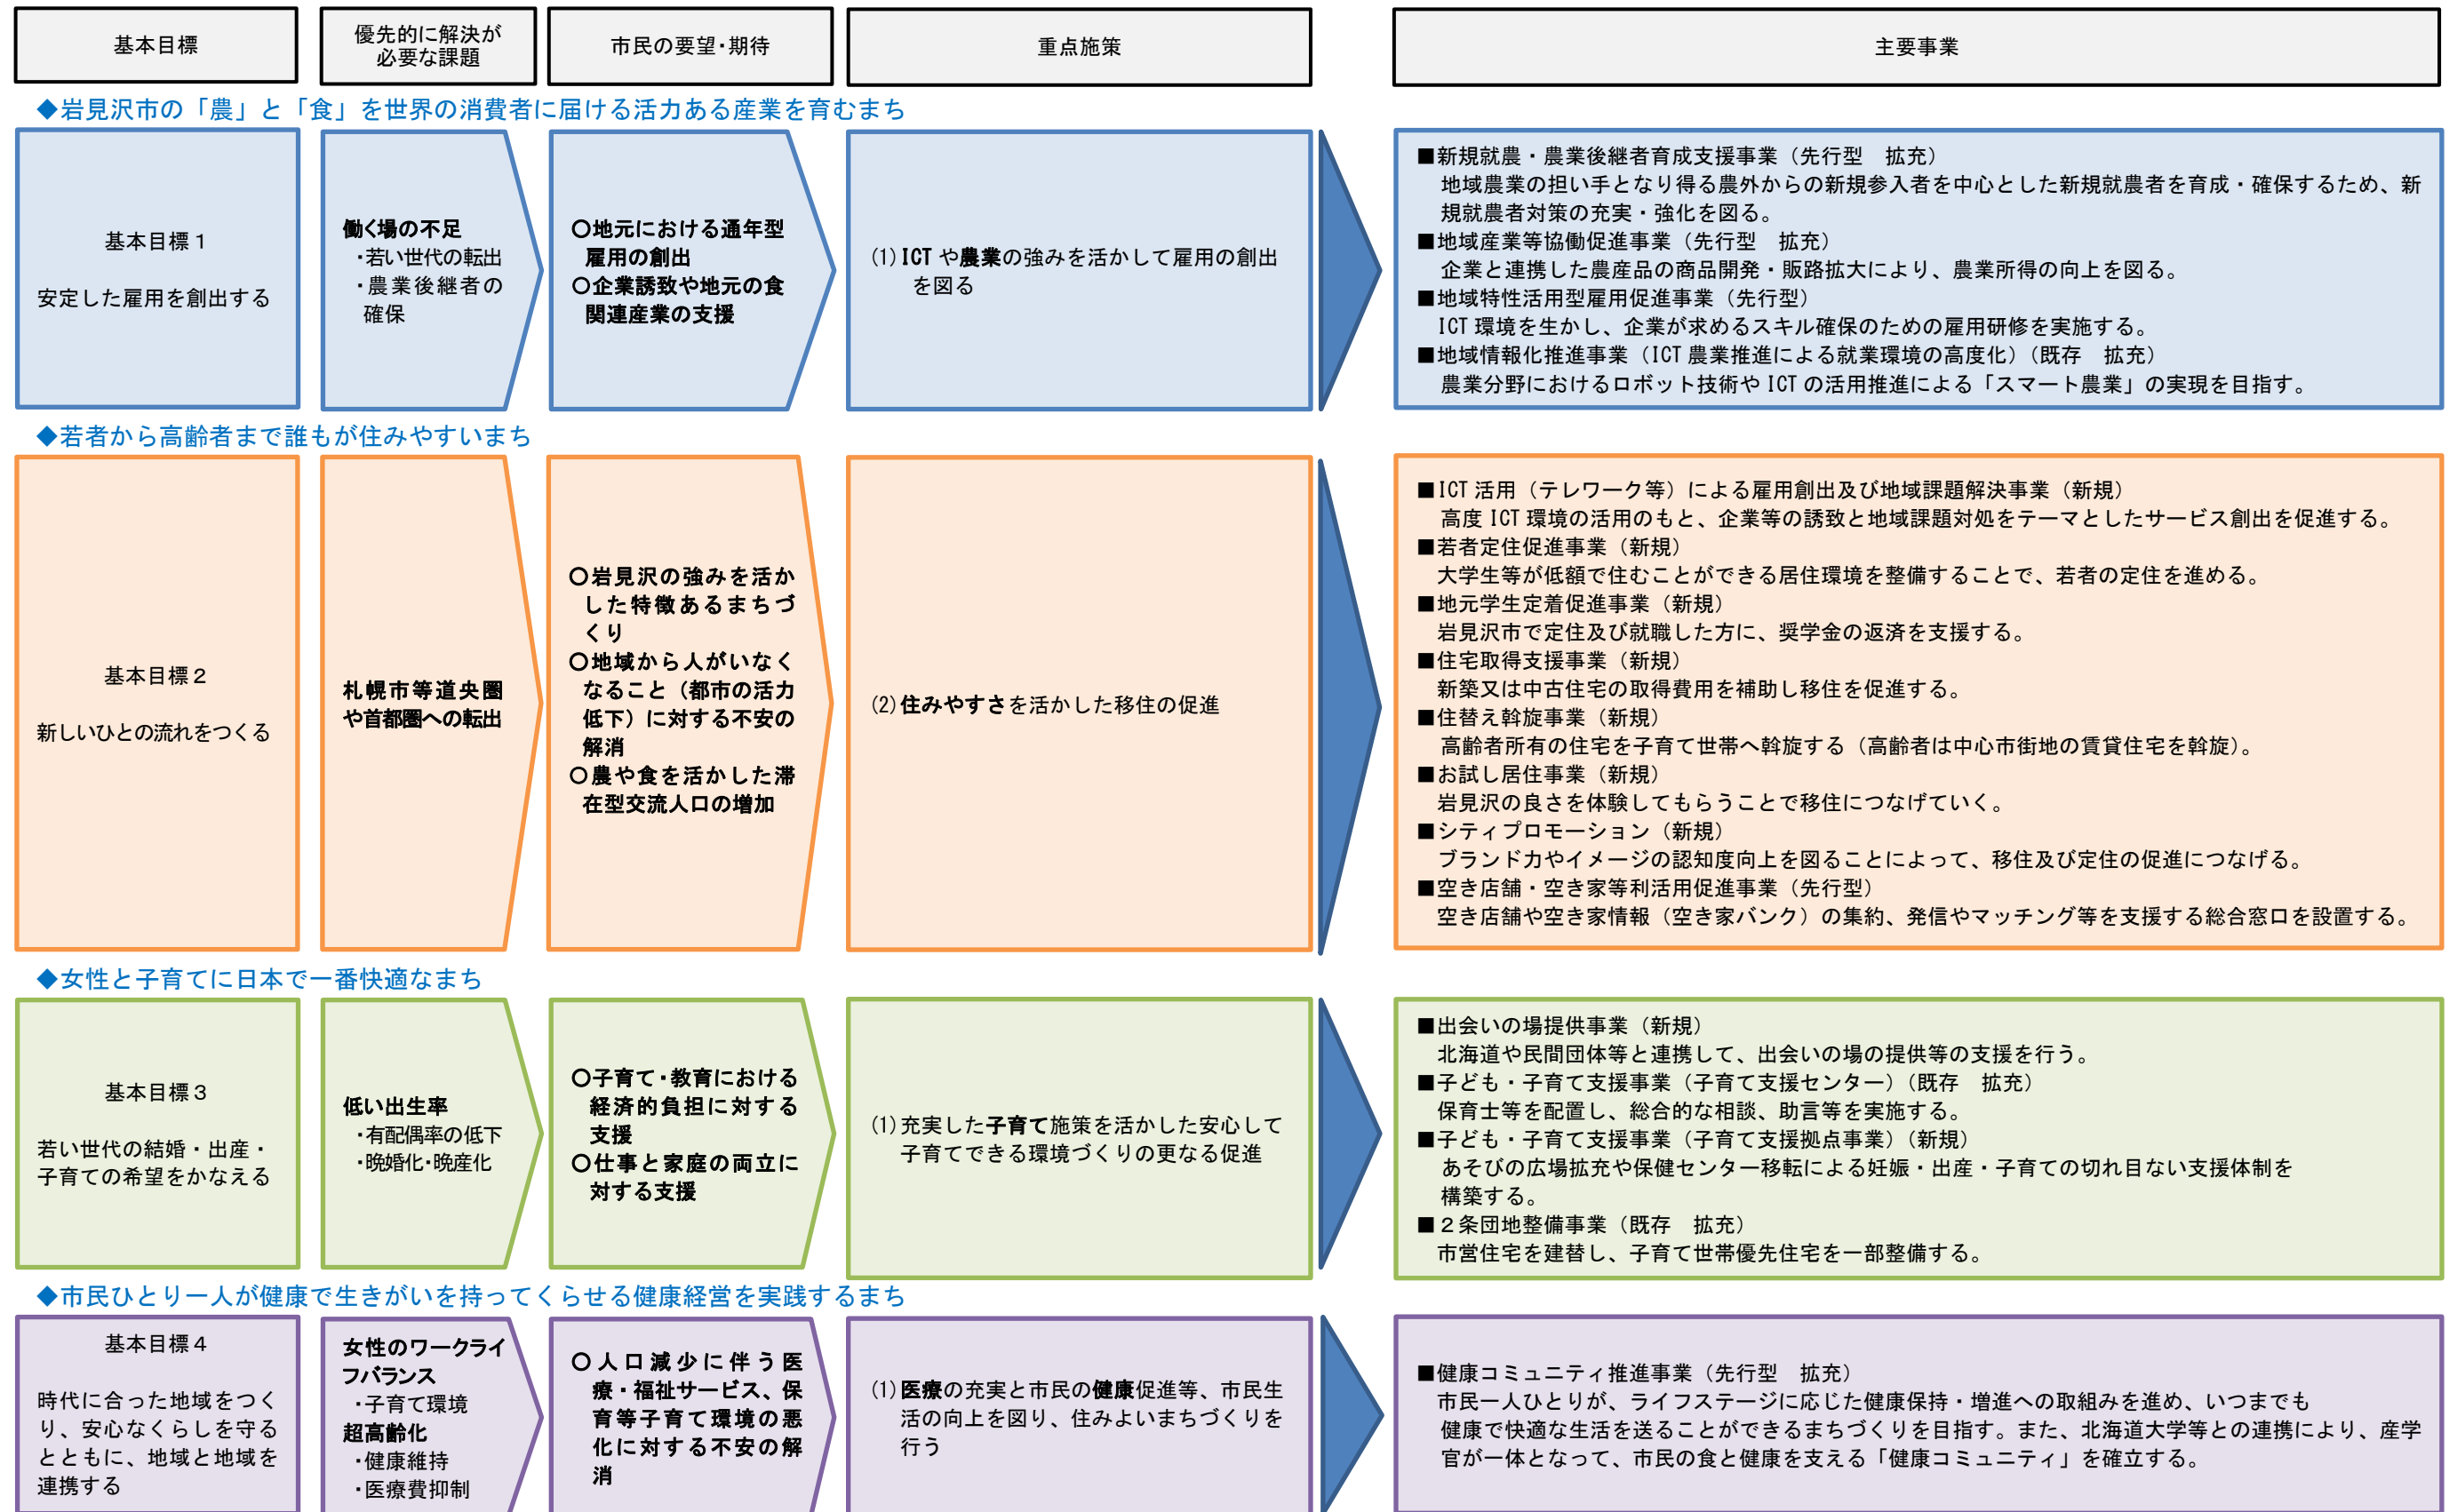 基本目標
優先的に解決が
必要な課題
市民の要望・期待
重点施策
主要事業
◆岩見沢市の「農」と「食」を世界の消費者に届ける活力ある産業を育むまち
基本目標１
安定した雇用を創出する
働く場の不足
・若い世代の転出
・農業後継者の
確保
○地元における通年型
雇用の創出
○企業誘致や地元の食
関連産業の支援
(1)ICT や農業の強みを活かして雇用の創出
を図る
■新規就農・農業後継者育成支援事業（先行型　拡充）
地域農業の担い手となり得る農外からの新規参入者を中心とした新規就農者を育成・確保するため、新
規就農者対策の充実・強化を図る。
■地域産業等協働促進事業（先行型　拡充）
企業と連携した農産品の商品開発・販路拡大により、農業所得の向上を図る。
■地域特性活用型雇用促進事業（先行型）
ICT 環境を生かし、企業が求めるスキル確保のための雇用研修を実施する。
■地域情報化推進事業（ICT 農業推進による就業環境の高度化）（既存　拡充）
農業分野におけるロボット技術や ICT の活用推進による「スマート農業」の実現を目指す。
◆若者から高齢者まで誰もが住みやすいまち
基本目標２
新しいひとの流れをつくる
札幌市等道央圏
や首都圏への転出
○岩見沢の強みを活か
した特徴あるまちづ
くり
○地域から人がいなく
なること（都市の活力
低下）に対する不安の
解消
○農や食を活かした滞
在型交流人口の増加
(2)住みやすさを活かした移住の促進
■ICT 活用（テレワーク等）による雇用創出及び地域課題解決事業（新規）
高度 ICT 環境の活用のもと、企業等の誘致と地域課題対処をテーマとしたサービス創出を促進する。
■若者定住促進事業（新規）
大学生等が低額で住むことができる居住環境を整備することで、若者の定住を進める。
■地元学生定着促進事業（新規）
岩見沢市で定住及び就職した方に、奨学金の返済を支援する。
■住宅取得支援事業（新規）
新築又は中古住宅の取得費用を補助し移住を促進する。
■住替え斡旋事業（新規）
高齢者所有の住宅を子育て世帯へ斡旋する（高齢者は中心市街地の賃貸住宅を斡旋）。
■お試し居住事業（新規）
岩見沢の良さを体験してもらうことで移住につなげていく。
■シティプロモーション（新規）
ブランド力やイメージの認知度向上を図ることによって、移住及び定住の促進につなげる。
■空き店舗・空き家等利活用促進事業（先行型）
空き店舗や空き家情報（空き家バンク）の集約、発信やマッチング等を支援する総合窓口を設置する。
◆女性と子育てに日本で一番快適なまち
基本目標３
若い世代の結婚・出産・
子育ての希望をかなえる
低い出生率
・有配偶率の低下
・晩婚化・晩産化
○子育て・教育における
経済的負担に対する
支援
○仕事と家庭の両立に
対する支援
(1)充実した子育て施策を活かした安心して
子育てできる環境づくりの更なる促進
■出会いの場提供事業（新規）
北海道や民間団体等と連携して、出会いの場の提供等の支援を行う。
■子ども・子育て支援事業（子育て支援センター）（既存　拡充）
保育士等を配置し、総合的な相談、助言等を実施する。
■子ども・子育て支援事業（子育て支援拠点事業）（新規）
あそびの広場拡充や保健センター移転による妊娠・出産・子育ての切れ目ない支援体制を
構築する。
■２条団地整備事業（既存　拡充）
市営住宅を建替し、子育て世帯優先住宅を一部整備する。
◆市民ひとり一人が健康で生きがいを持ってくらせる健康経営を実践するまち
基本目標４
時代に合った地域をつく
り、安心なくらしを守る
とともに、地域と地域を
連携する
女性のワークライ
フバランス
・子育て環境
超高齢化
・健康維持
・医療費抑制
○人口減少に伴う医
療・福祉サービス、保
育等子育て環境の悪
化に対する不安の解
消
(1)医療の充実と市民の健康促進等、市民生
活の向上を図り、住みよいまちづくりを
行う
■健康コミュニティ推進事業（先行型　拡充）
市民一人ひとりが、ライフステージに応じた健康保持・増進への取組みを進め、いつまでも
健康で快適な生活を送ることができるまちづくりを目指す。また、北海道大学等との連携により、産学
官が一体となって、市民の食と健康を支える「健康コミュニティ」を確立する。